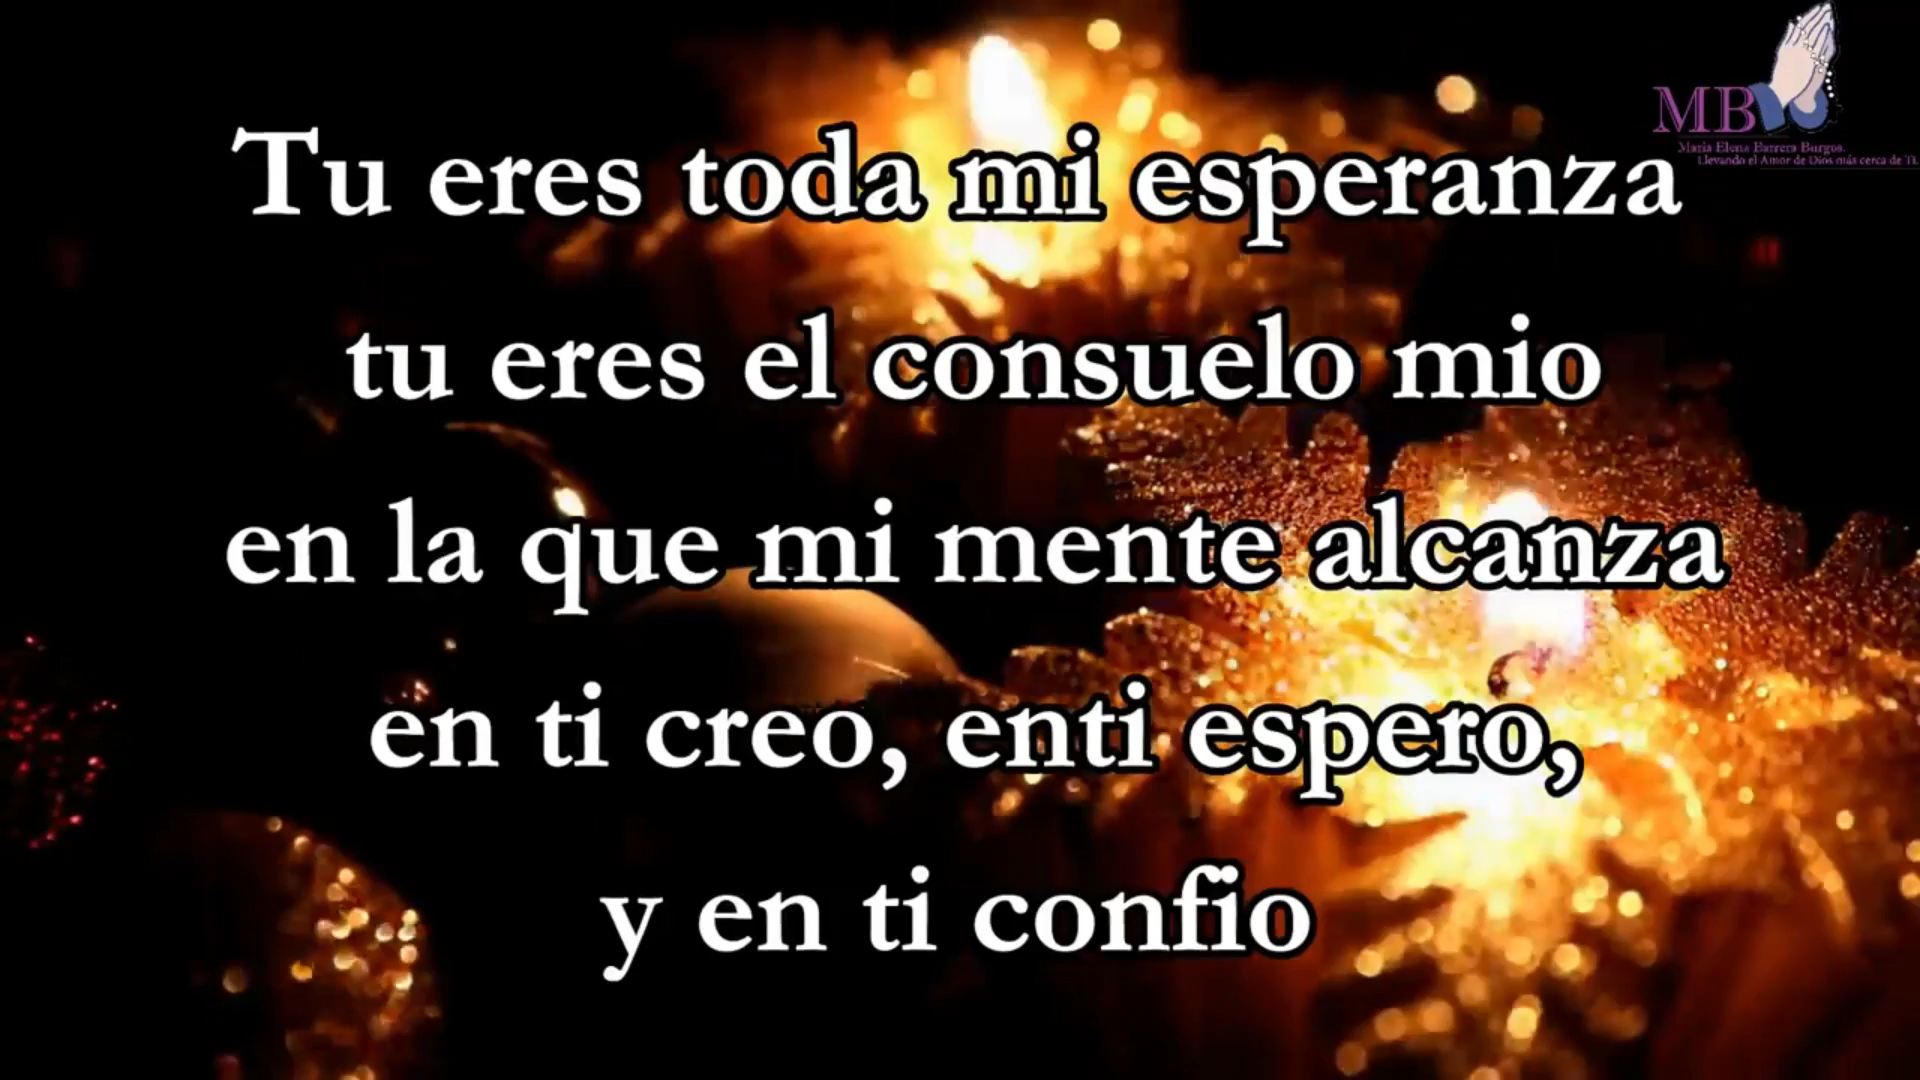 MB
Maria Elena Barrera Burgos.
Llevando el Amor de Dios más cerca de Ti.
Tu eres toda mi esperanza
tu eres el consuelo mio
en la que mi mente alcanza
en ti creo, enti espero,
y en ti confio